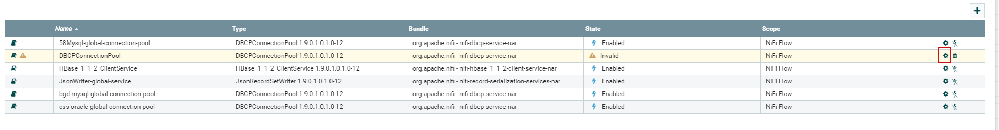 Name Type Bundle State Scope
58Mysql-global-connection-pool DBCPConnectionPool 1.9.0.1.0.1.0-12 org.apache.nifi - nifi-dbcp-service-nar Enabled NiFi Flow
DBCPConnectionPool DBCPConnectionPool 1.9.0.1.0.1.0-12 org.apache.nifi - nifi-dbcp-service-nar Invalid NiFi Flow
HBase_1_1_2_ClientService HBase_1_1_2_ClientService 1.9.0.1.0.1.0-12 org.apache.nifi - nifi-hbase_1_1_2-client-service-nar Enabled NiFi Flow
JsonWriter-global-service JsonRecordSetWriter 1.9.0.1.0.1.0-12 org.apache.nifi - nifi-record-serialization-services-nar Enabled NiFi Flow
bgd-mysql-global-connection-pool DBCPConnectionPool 1.9.0.1.0.1.0-12 org.apache.nifi - nifi-dbcp-service-nar Enabled NiFi Flow
css-oracle-global-connection-pool DBCPConnectionPool 1.9.0.1.0.1.0-12 org.apache.nifi - nifi-dbcp-service-nar Enabled NiFi Flow